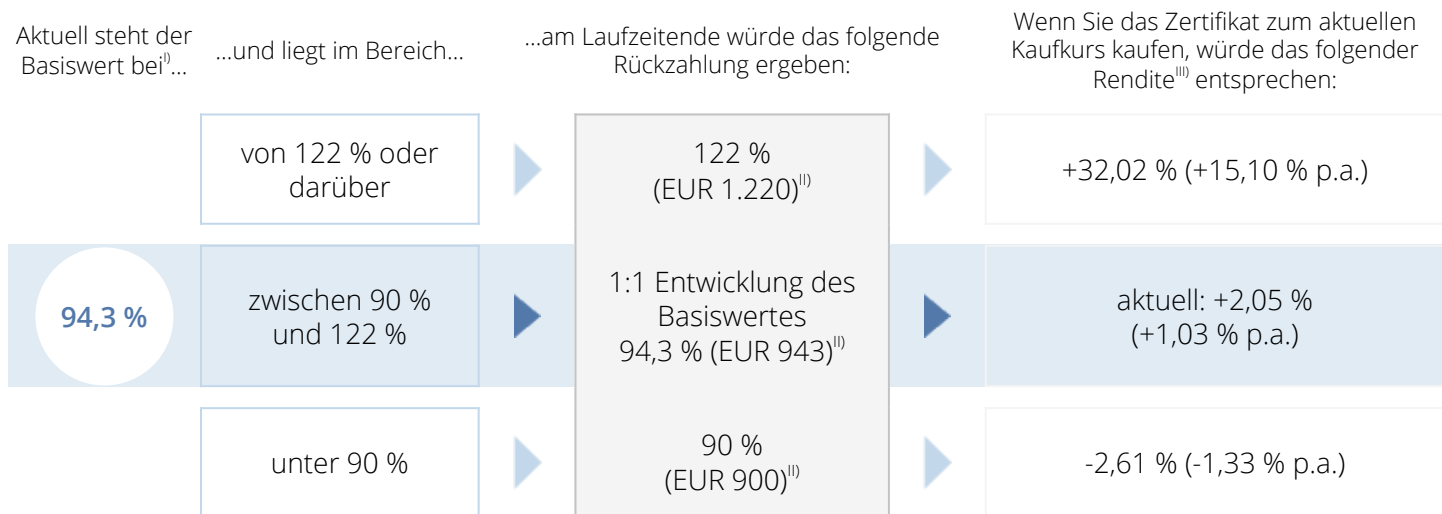 Aktuell steht der
Basiswert bei¹⁾...
...und liegt im Bereich...
...am Laufzeitende würde das folgende
Rückzahlung ergeben:
Wenn Sie das Zertifikat zum aktuellen
Kaufkurs kaufen, würde das folgender
Rendite^III) entsprechen:
von 122 % oder
darüber
122 %
(EUR 1.220)^II)
+32,02 % (+15,10 % p.a.)
94,3 %
zwischen 90 %
und 122 %
1:1 Entwicklung des
Basiswertes
94,3 % (EUR 943)^II)
aktuell: +2,05 %
(+1,03 % p.a.)
unter 90 %
90 %
(EUR 900)^II)
-2,61 % (-1,33 % p.a.)